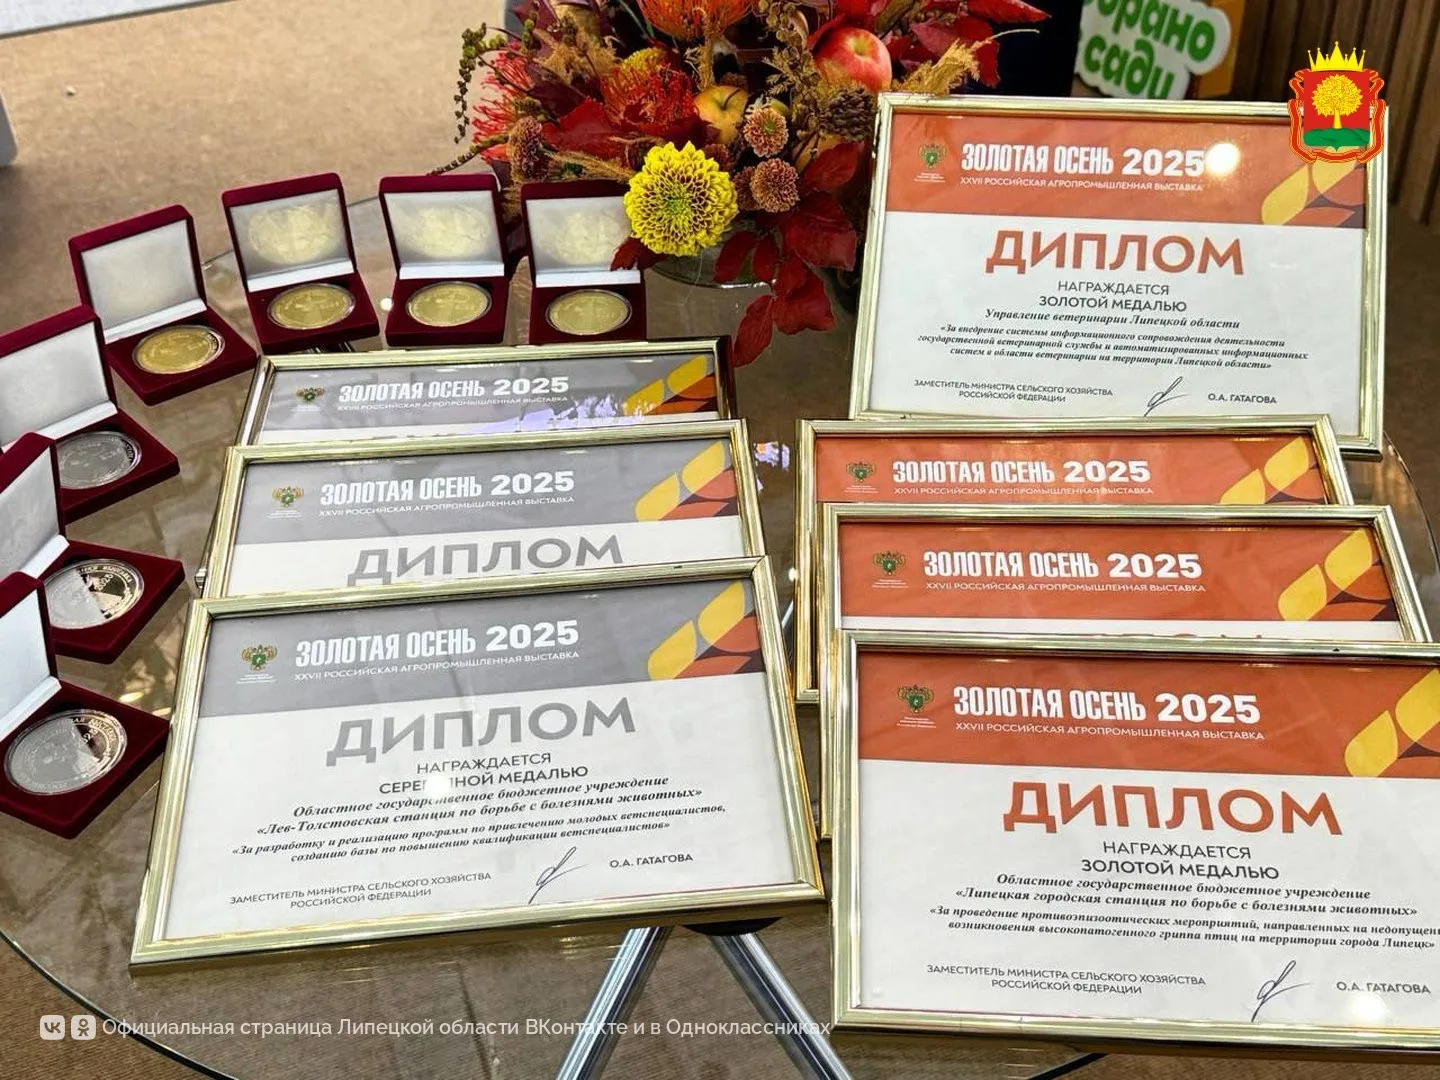 брано
сади
ЗОЛОТАЯ ОСЕНЬ 2025
XXVII РОССИЙСКАЯ АГРОПРОМЫШЛЕННАЯ ВЫСТАВКА
ДИПЛОМ
НАГРАЖДАЕТСЯ
ЗОЛОТОЙ МЕДАЛЬЮ
Управление ветеринарии Липецкой области
«За внедрение системы информационного сопровождения деятельности
государственной ветеринарной службы и автоматизированных информационных
систем в области ветеринарии на территории Липецкой области»
ЗАМЕСТИТЕЛЬ МИНИСТРА СЕЛЬСКОГО ХОЗЯЙСТВА
РОССИЙСКОЙ ФЕДЕРАЦИИ
О.А. ГАТАГОВА
ЗОЛОТАЯ ОСЕНЬ 2025
XXVII РОССИЙСКАЯ АГРОПРОМЫШЛЕННАЯ ВЫСТАВКА
ЗОЛОТАЯ ОСЕНЬ 2025
XXVII РОССИЙСКАЯ АГРОПРОМЫШЛЕННАЯ ВЫСТАВКА
ДИПЛОМ
ЗОЛОТАЯ ОСЕНЬ 2025
XXVII РОССИЙСКАЯ АГРОПРОМЫШЛЕННАЯ ВЫСТАВКА
ДИПЛОМ
НАГРАЖДАЕТСЯ
СЕРЕБРЯНОЙ МЕДАЛЬЮ
Областное государственное бюджетное учреждение
«Лев-Толстовская станция по борьбе с болезнями животных»
«За разработку и реализацию программ по привлечению молодых ветспециалистов,
созданию базы по повышению квалификации ветспециалистов»
ЗАМЕСТИТЕЛЬ МИНИСТРА СЕЛЬСКОГО ХОЗЯЙСТВА
РОССИЙСКОЙ ФЕДЕРАЦИИ
О.А. ГАТАГОВА
ЗОЛОТАЯ ОСЕНЬ 2025
XXVII РОССИЙСКАЯ АГРОПРОМЫШЛЕННАЯ ВЫСТАВКА
ЗОЛОТАЯ ОСЕНЬ 2025
XXVII РОССИЙСКАЯ АГРОПРОМЫШЛЕННАЯ ВЫСТАВКА
ЗОЛОТАЯ ОСЕНЬ 2025
XXVII РОССИЙСКАЯ АГРОПРОМЫШЛЕННАЯ ВЫСТАВКА
ДИПЛОМ
НАГРАЖДАЕТСЯ
ЗОЛОТОЙ МЕДАЛЬЮ
Областное государственное бюджетное учреждение
«Липецкая городская станция по борьбе с болезнями животных»
«За проведение противоэпизоотических мероприятий, направленных на недопущен
возникновения высокопатогенного гриппа птиц на территории города Липецк»
ЗАМЕСТИТЕЛЬ МИНИСТРА СЕЛЬСКОГО ХОЗЯЙСТВА
РОССИЙСКОЙ ФЕДЕРАЦИИ
О.А. ГАТАГОВА
Официальная страница Липецкой области ВКонтакте и в Одноклассниках